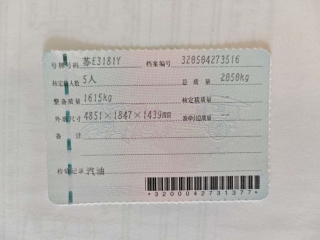 号牌号码 苏E3181Y 档案编号 320504273516
核定载人数 5人 总质量 2050kg
整备质量 1615kg 核定载质量 --
外廓尺寸 4851×1847×1439mm 准牵引总质量 --
备注
检验记录 汽油
*3200042731377*